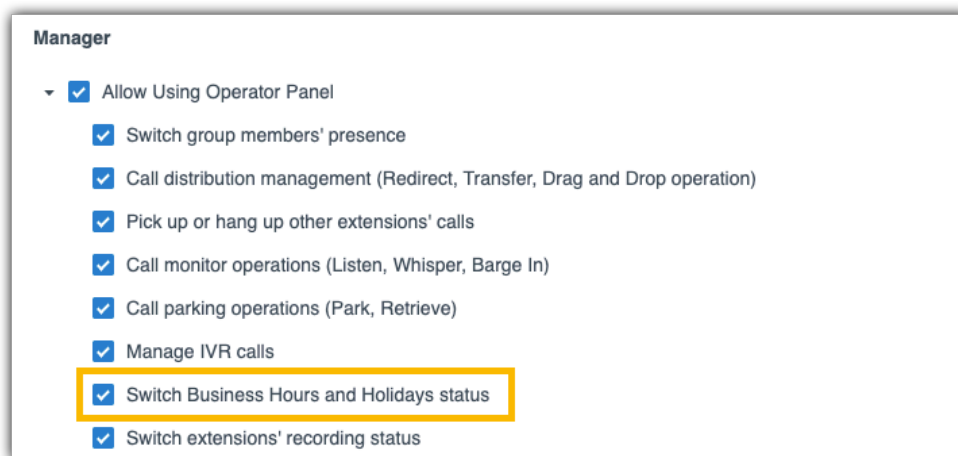 Manager
Allow Using Operator Panel
Switch group members' presence
Call distribution management (Redirect, Transfer, Drag and Drop operation)
Pick up or hang up other extensions' calls
Call monitor operations (Listen, Whisper, Barge In)
Call parking operations (Park, Retrieve)
Manage IVR calls
Switch Business Hours and Holidays status
Switch extensions' recording status